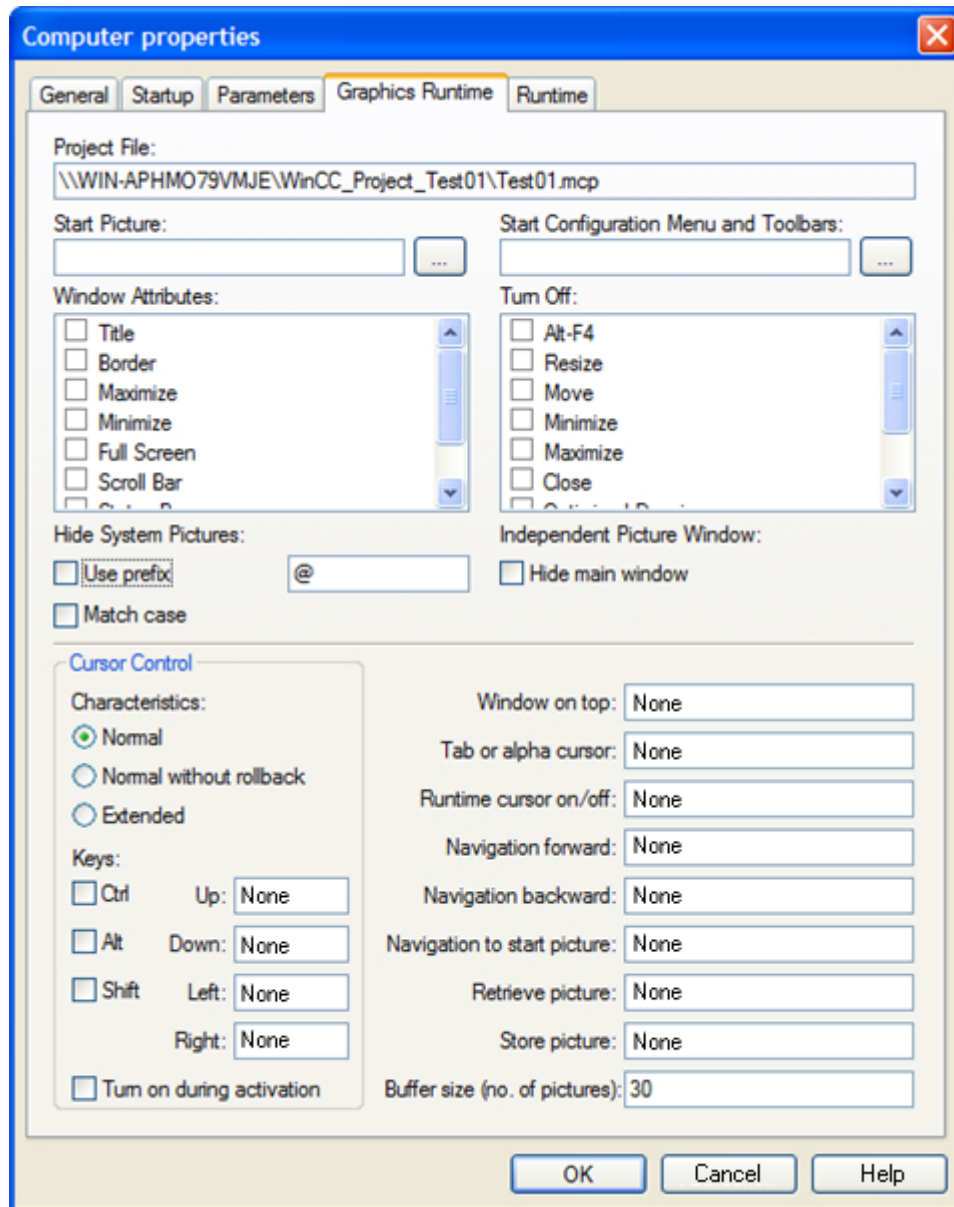 Computer properties
General Startup Parameters Graphics Runtime Runtime
Project File:
\\WIN-APHMO79VMJE\WinCC_Project_Test01\Test01.mcp
Start Picture: Start Configuration Menu and Toolbars:
... ...
Window Attributes: Turn Off:
Title Alt-F4
Border Resize
Maximize Move
Minimize Minimize
Full Screen Maximize
Scroll Bar Close
Hide System Pictures: Independent Picture Window:
Use prefix @ Hide main window
Match case
Cursor Control
Characteristics: Window on top: None
Normal Tab or alpha cursor: None
Normal without rollback Runtime cursor on/off: None
Extended Navigation forward: None
Keys:
Ctrl Up: None Navigation backward: None
Alt Down: None Navigation to start picture: None
Shift Left: None Retrieve picture: None
Right: None Store picture: None
Turn on during activation Buffer size (no. of pictures): 30
OK Cancel Help